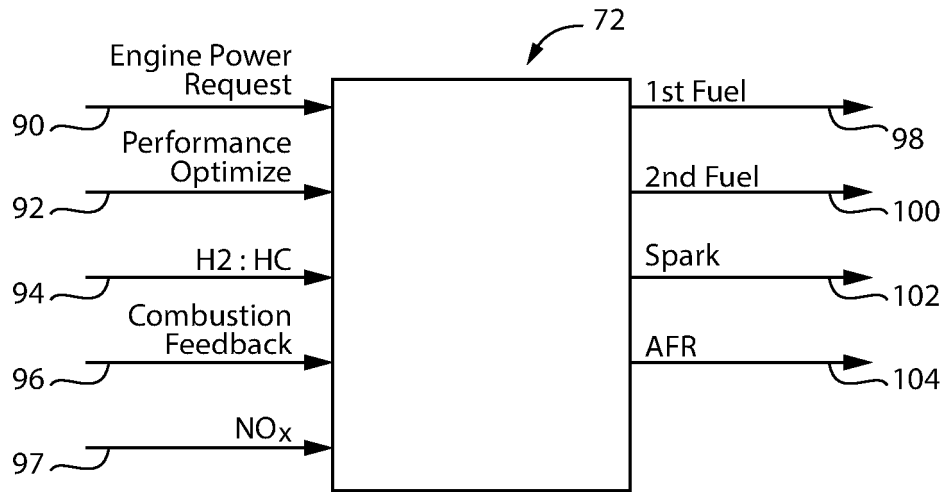 72
Engine Power
Request
90
Performance
Optimize
92
H2 : HC
94
Combustion
Feedback
96
NOx
97
1st Fuel
98
2nd Fuel
100
Spark
102
AFR
104